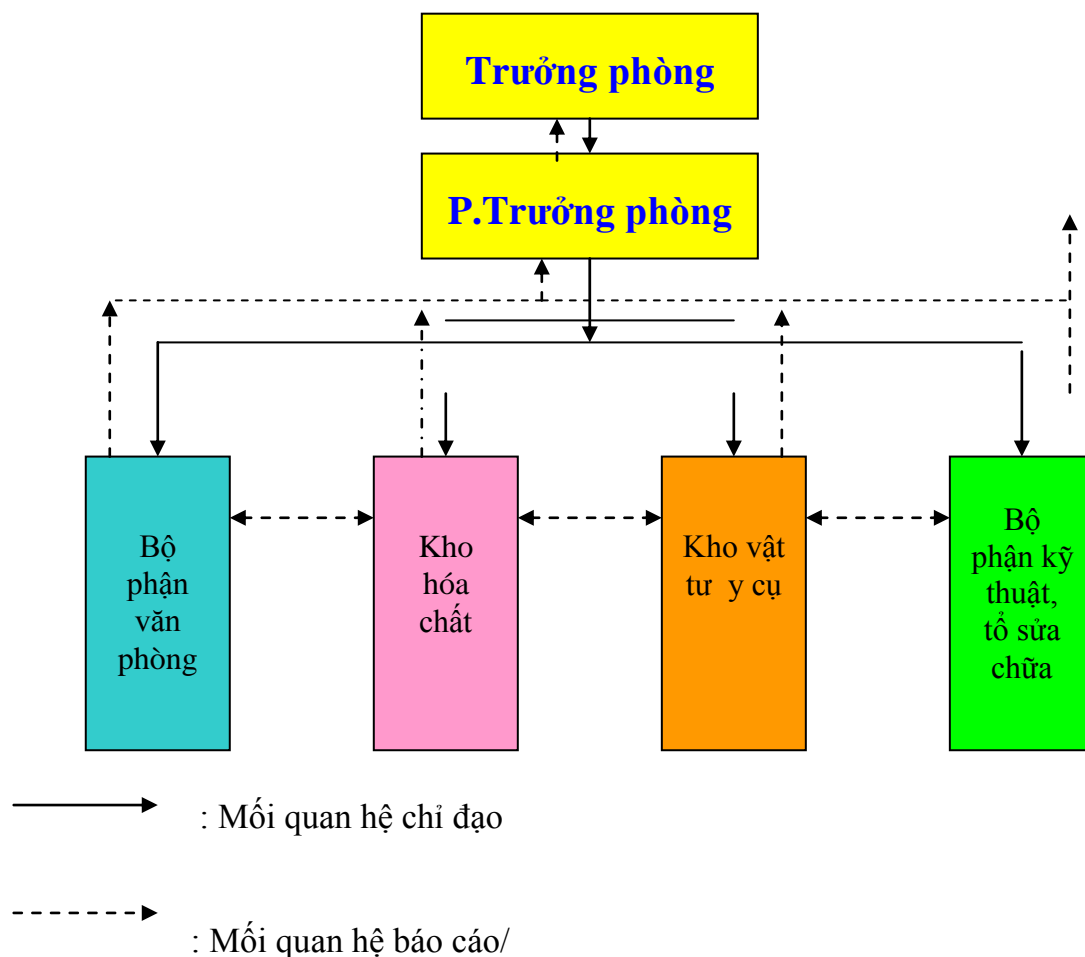 Trưởng phòng
P.Trưởng phòng
Bộ
phận
văn
phòng
Kho
hóa
chất
Kho vật
tư y cụ
Bộ
phận kỹ
thuật,
tổ sửa
chữa
: Mối quan hệ chỉ đạo
: Mối quan hệ báo cáo/